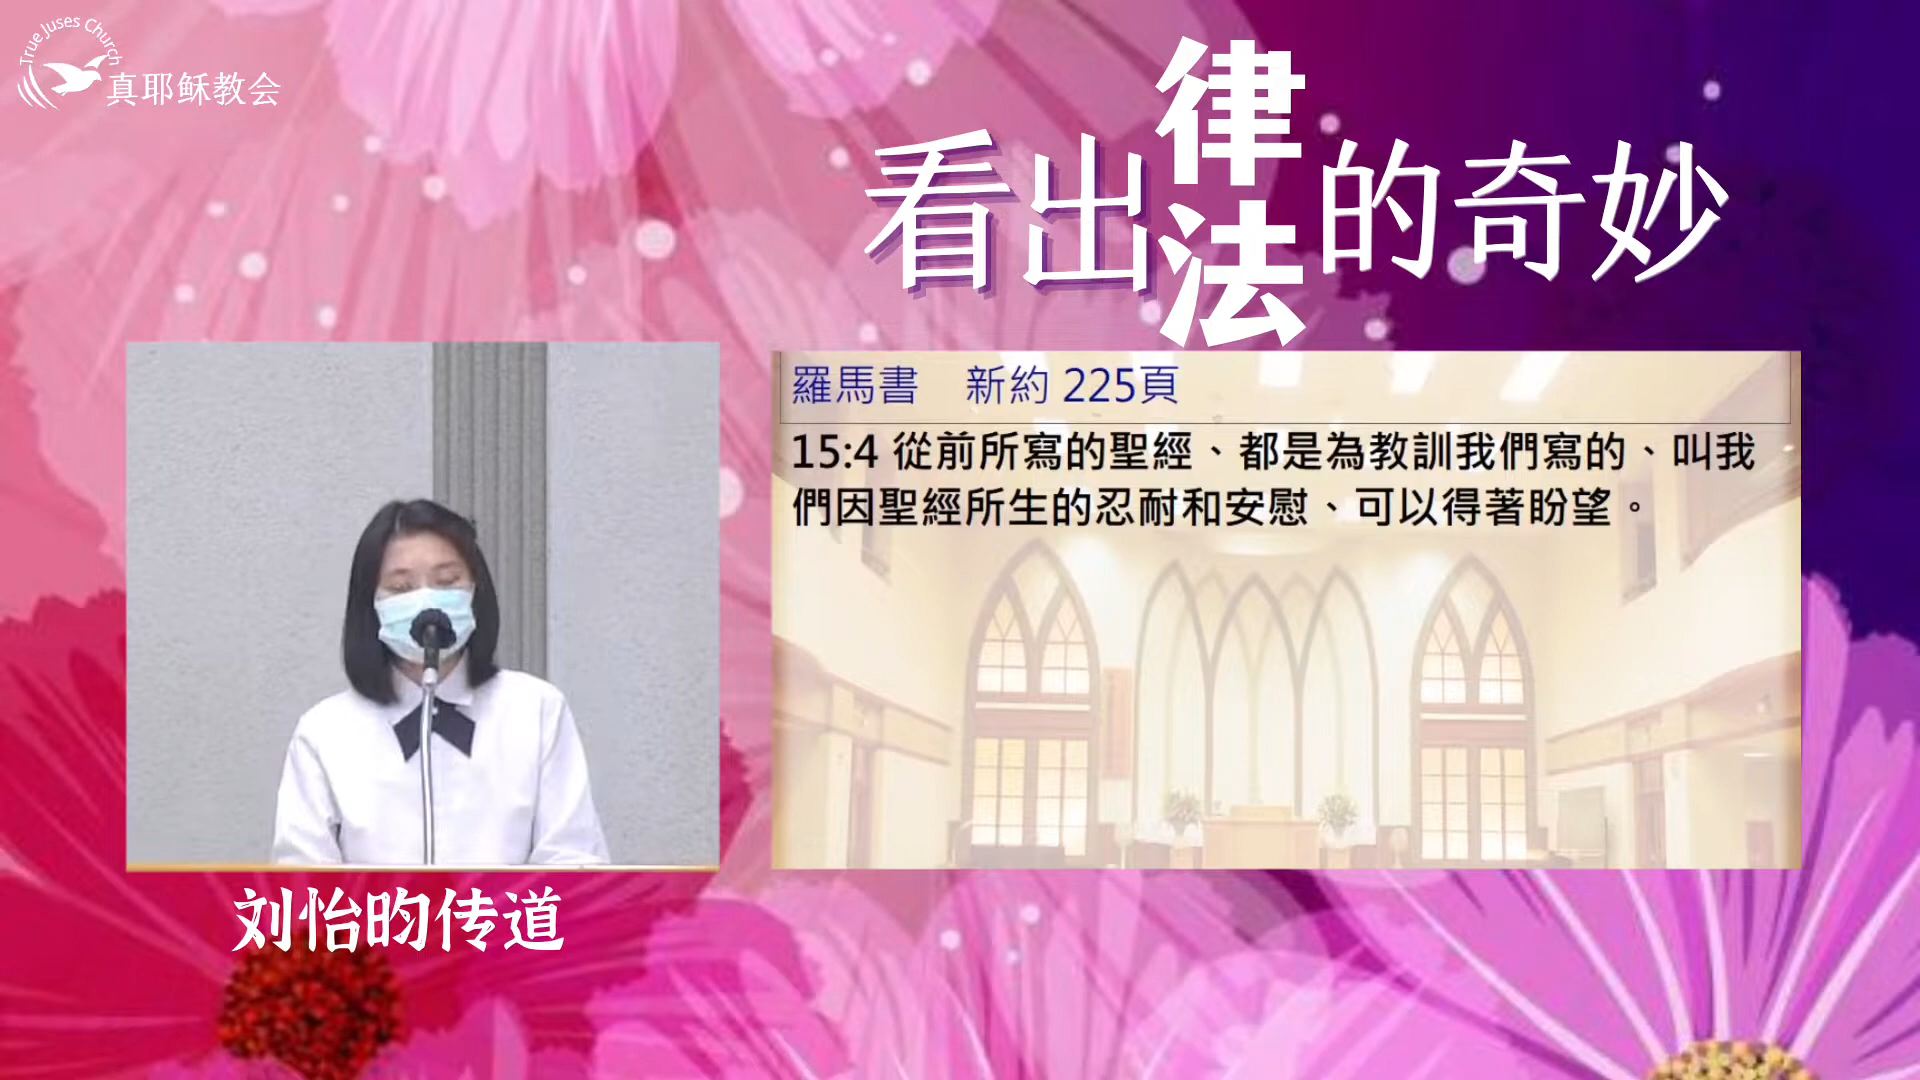 True Juses Church
真耶稣教会
看出律法的奇妙
羅馬書 新約 225頁
15:4 從前所寫的聖經、都是為教訓我們寫的、叫我
們因聖經所生的忍耐和安慰、可以得著盼望。
刘怡昀传道